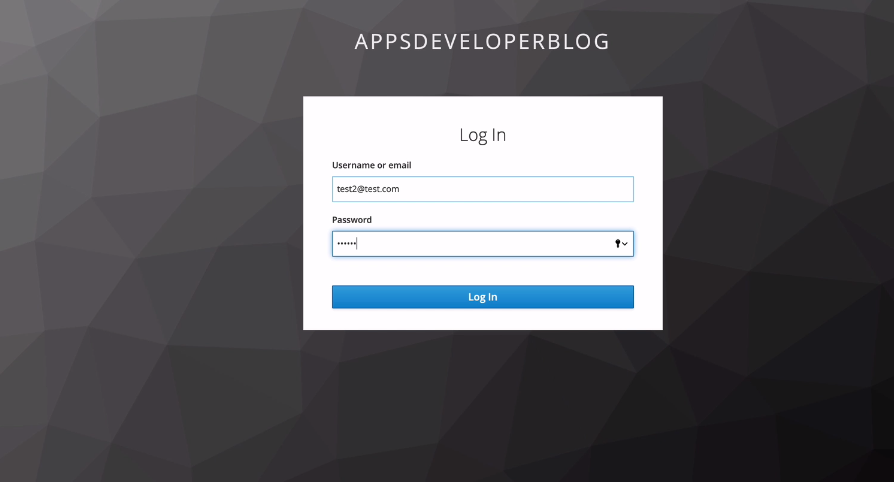 APPSDEVELOPERBLOG
Log In
Username or email
test2@test.com
Password
••••••
Log In